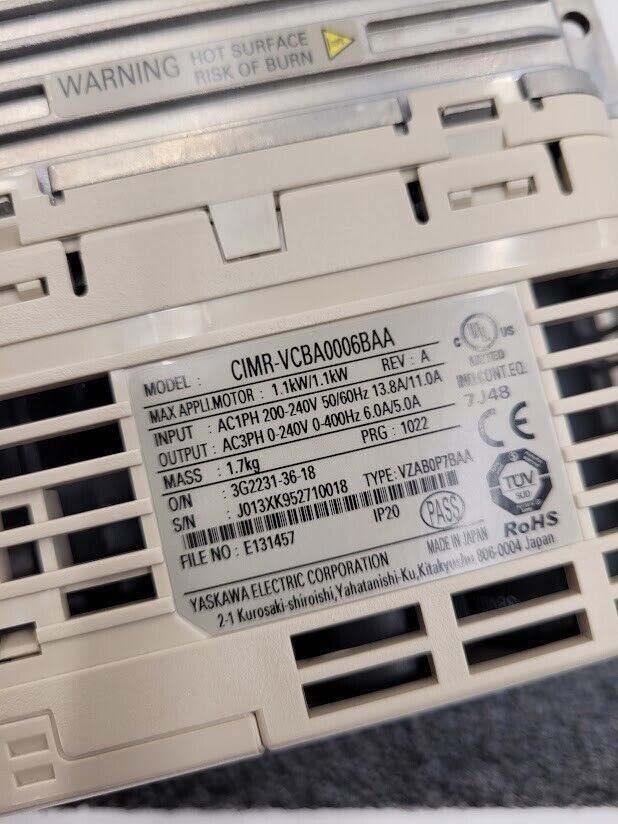 WARNING HOT SURFACE
RISK OF BURN
MODEL : CIMR-VCBA0006BAA
MAX APPLI.MOTOR : 1.1kW/1.1kW REV : A
INPUT : AC1PH 200-240V 50/60Hz 13.8A/11.0A
OUTPUT : AC3PH 0-240V 0-400Hz 6.0A/5.0A
MASS : 1.7kg PRG : 1022
O/N : 3G2231-36-18
S/N : J013XK952710018 TYPE: VZAB0P7BAA
FILE NO : E131457 IP20 PASS
YASKAWA ELECTRIC CORPORATION MADE IN JAPAN
2-1 Kurosaki-shiroishi,Yahatanishi-Ku,Kitakyushu 806-0004 Japan
C UL US
LISTED
IND.CONT.EQ.
7J48
CE
TÜV
SÜD
RoHS